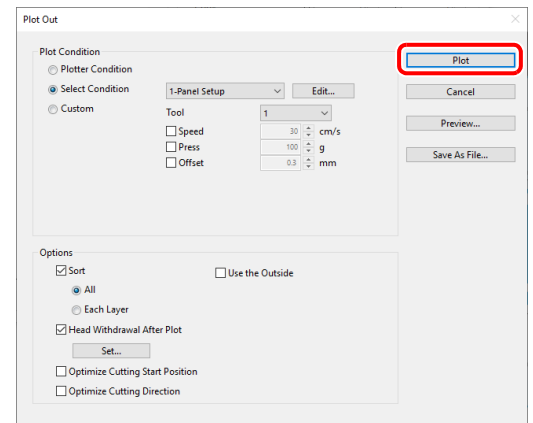 Plot Out
Plot Condition
Plotter Condition
Select Condition
1-Panel Setup
Edit...
Custom
Tool
1
Speed
30
cm/s
Press
100
g
Offset
0.3
mm
Plot
Cancel
Preview...
Save As File...
Options
Sort
Use the Outside
All
Each Layer
Head Withdrawal After Plot
Set...
Optimize Cutting Start Position
Optimize Cutting Direction